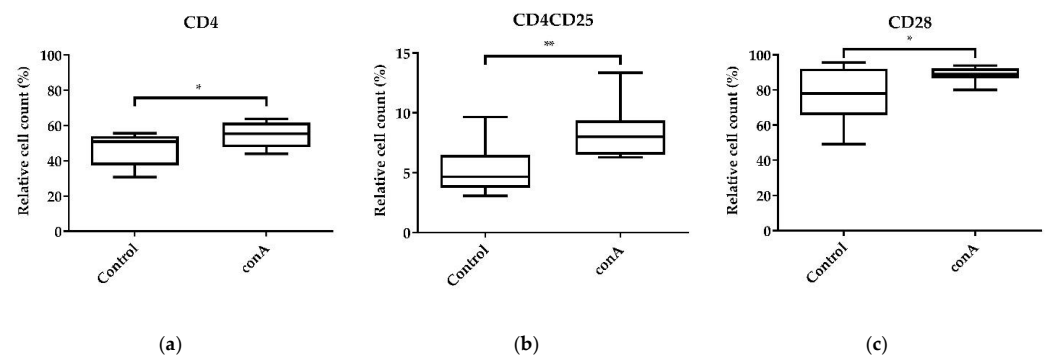 CD4
Relative cell count (%)
100
80
60
40
20
0
*
Control
conA
(a)
CD4CD25
Relative cell count (%)
15
10
5
0
**
Control
conA
(b)
CD28
Relative cell count (%)
100
80
60
40
20
0
*
Control
conA
(c)